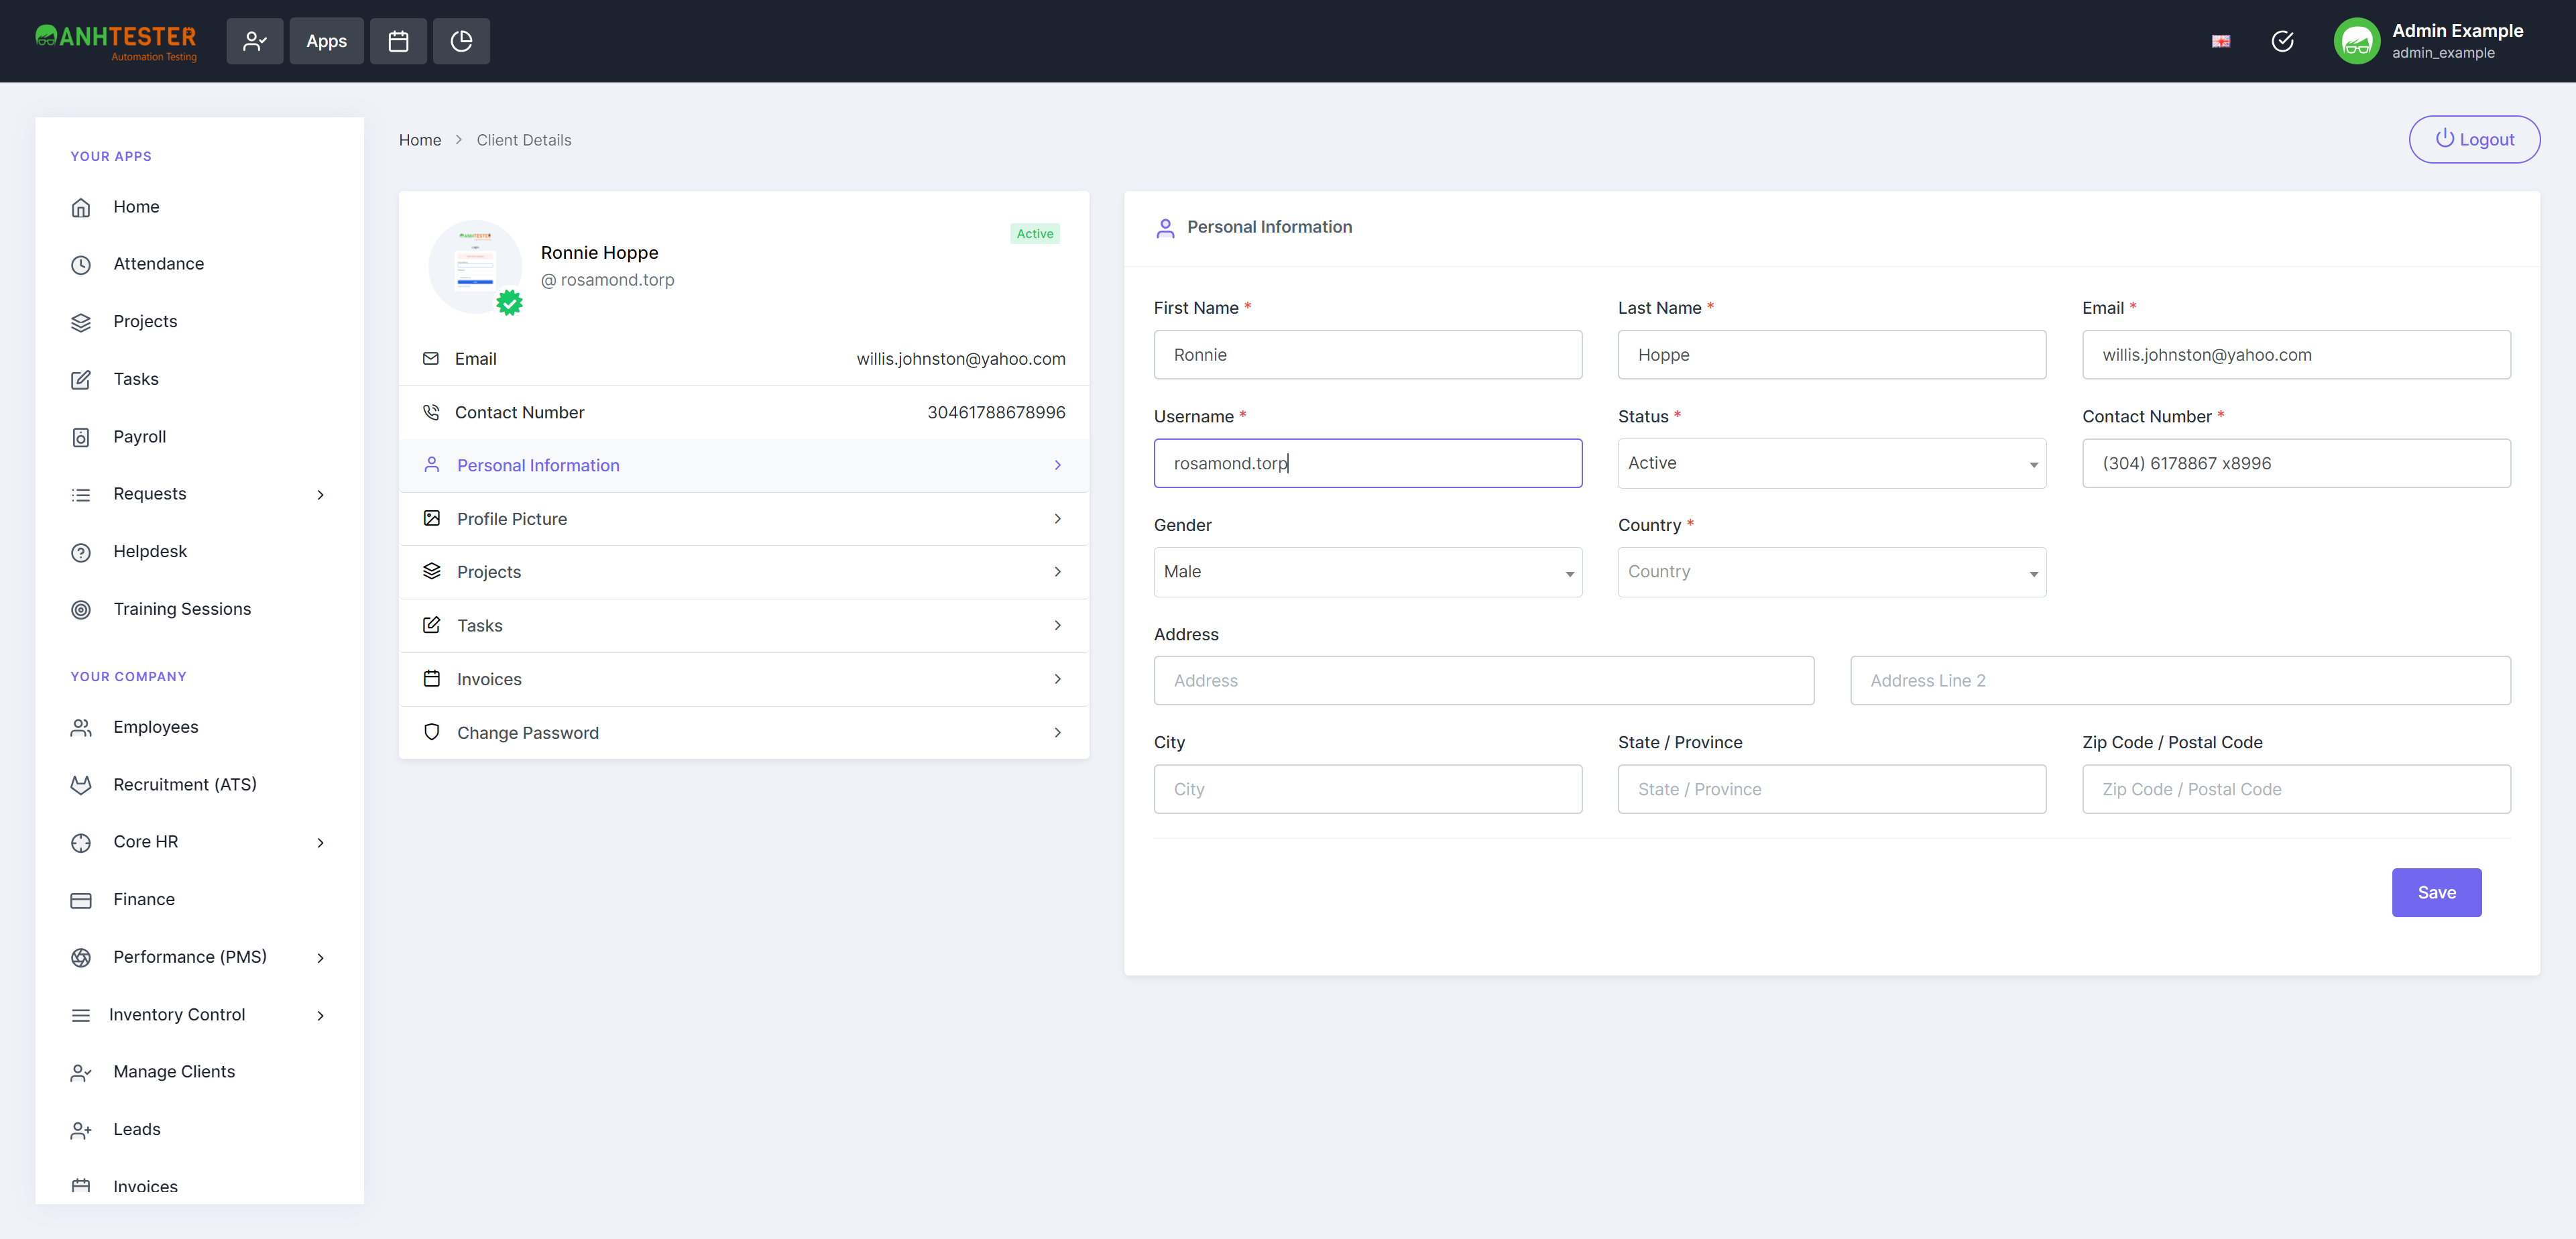 ANHTESTER
Automation Testing
Apps
Admin Example
admin_example
YOUR APPS
Home
Attendance
Projects
Tasks
Payroll
Requests
Helpdesk
Training Sessions
YOUR COMPANY
Employees
Recruitment (ATS)
Core HR
Finance
Performance (PMS)
Inventory Control
Manage Clients
Leads
Invoices
Home > Client Details
Logout
Ronnie Hoppe
@ rosamond.torp
Active
Email willis.johnston@yahoo.com
Contact Number 30461788678996
Personal Information
Profile Picture
Projects
Tasks
Invoices
Change Password
Personal Information
First Name * Last Name * Email *
Ronnie Hoppe willis.johnston@yahoo.com
Username * Status * Contact Number *
rosamond.torp Active (304) 6178867 x8996
Gender Country *
Male Country
Address
Address Address Line 2
City State / Province Zip Code / Postal Code
City State / Province Zip Code / Postal Code
Save